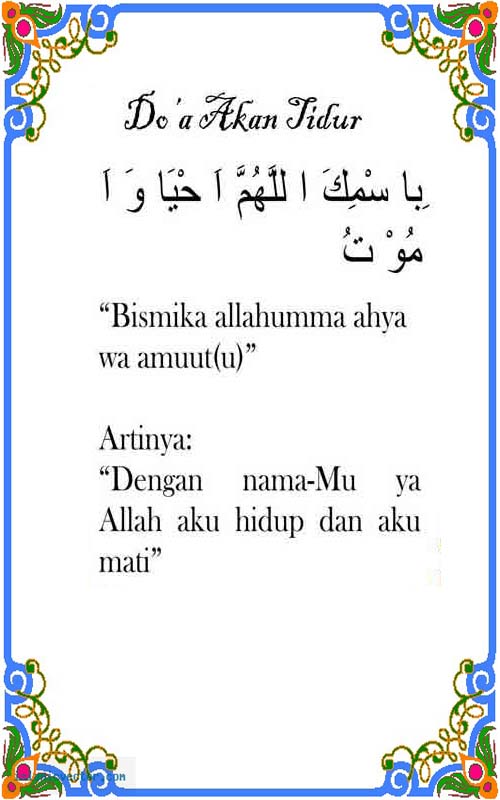 Do'a Akan Tidur
بِا سْمِكَ ا للَّهُمَّ اَ حْيَا وَ اَ
مُوْ تُ
“Bismika allahumma ahya
wa amuut(u)”
Artinya:
“Dengan nama-Mu ya
Allah aku hidup dan aku
mati”